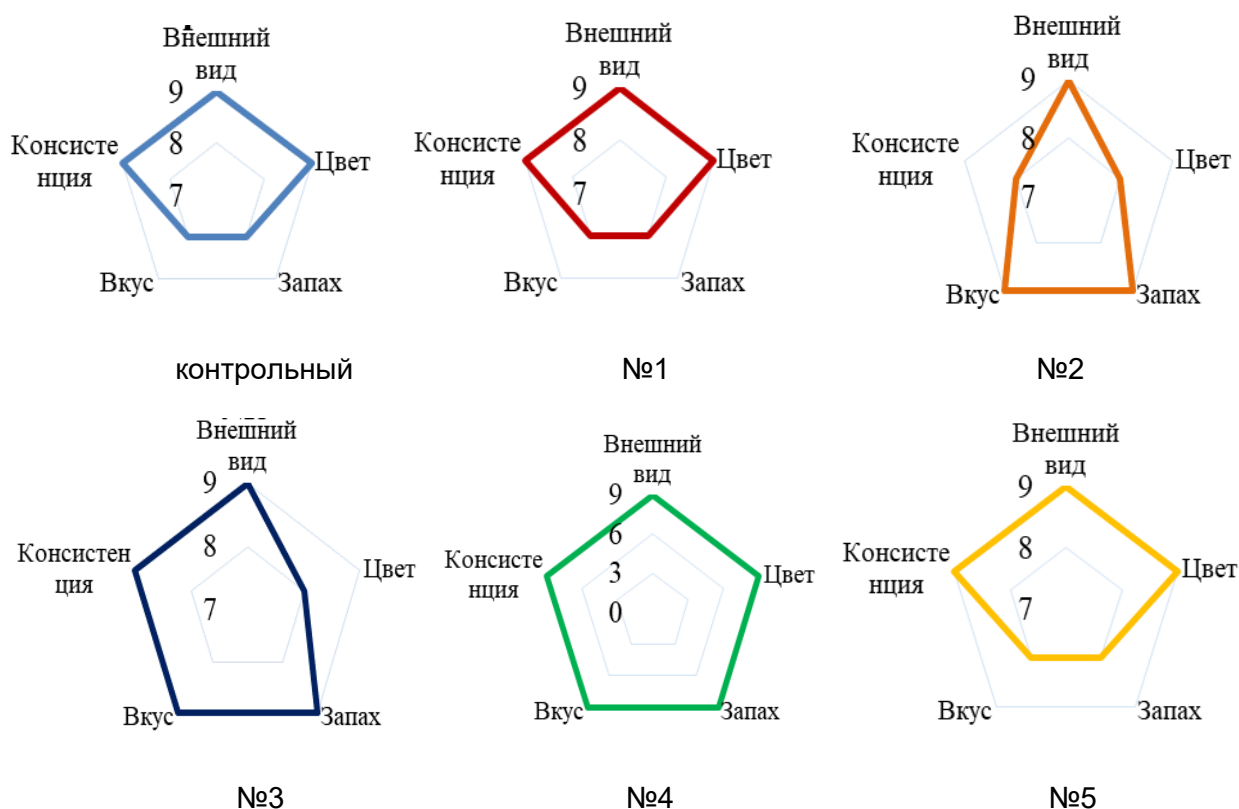 Внешний
вид
9
8
7
Консисте
нция
Цвет
Вкус
Запах
контрольный
Внешний
вид
9
8
7
Консисте
нция
Цвет
Вкус
Запах
№1
Внешний
вид
9
8
7
Консисте
нция
Цвет
Вкус
Запах
№2
Внешний
вид
9
8
7
Консистен
ция
Цвет
Вкус
Запах
№3
Внешний
вид
9
6
3
0
Консисте
нция
Цвет
Вкус
Запах
№4
Внешний
вид
9
8
7
Консисте
нция
Цвет
Вкус
Запах
№5